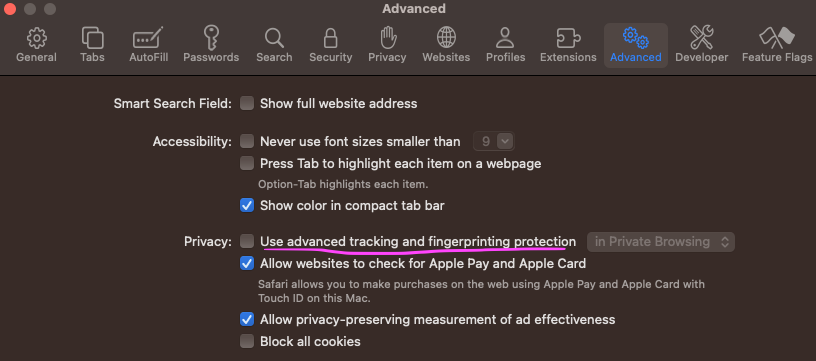 Advanced
General Tabs AutoFill Passwords Search Security Privacy Websites Profiles Extensions Advanced Developer Feature Flags
Smart Search Field: Show full website address
Accessibility: Never use font sizes smaller than 9
Press Tab to highlight each item on a webpage
Option-Tab highlights each item.
Show color in compact tab bar
Privacy: Use advanced tracking and fingerprinting protection in Private Browsing
Allow websites to check for Apple Pay and Apple Card
Safari allows you to make purchases on the web using Apple Pay and Apple Card with
Touch ID on this Mac.
Allow privacy-preserving measurement of ad effectiveness
Block all cookies